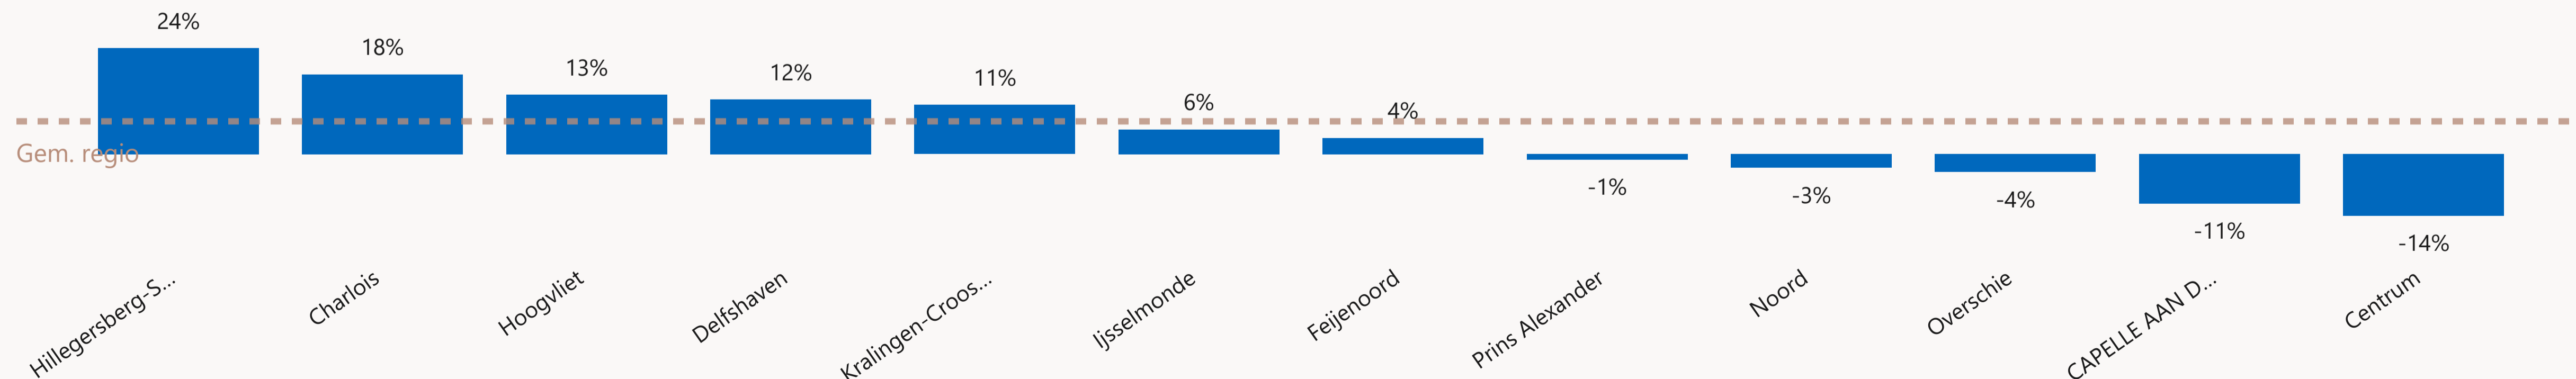 24%
18%
13%
12%
11%
6%
4%
-1%
-3%
-4%
-11%
-14%
Gem. regio
Hillegersberg-S...
Charlois
Hoogvliet
Delfshaven
Kralingen-Croos...
Ijsselmonde
Feijenoord
Prins Alexander
Noord
Overschie
CAPELLE AAN D...
Centrum